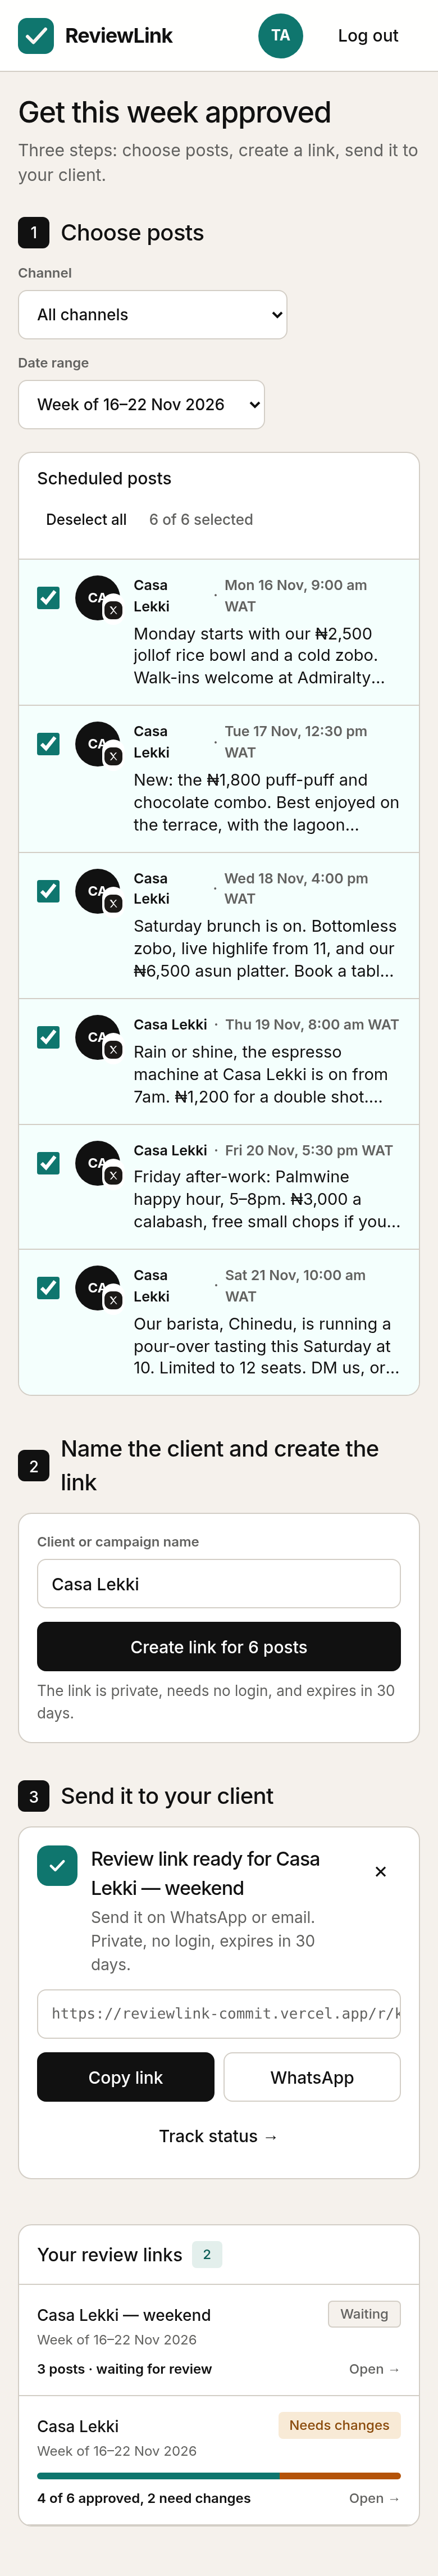 ReviewLink
TA
Log out
Get this week approved
Three steps: choose posts, create a link, send it to
your client.
1
Choose posts
Channel
All channels
Date range
Week of 16–22 Nov 2026
Scheduled posts
Deselect all
6 of 6 selected
CA
X
Casa
Lekki
·
Mon 16 Nov, 9:00 am
WAT
Monday starts with our ₦2,500
jollof rice bowl and a cold zobo.
Walk-ins welcome at Admiralty…
CA
X
Casa
Lekki
·
Tue 17 Nov, 12:30 pm
WAT
New: the ₦1,800 puff-puff and
chocolate combo. Best enjoyed on
the terrace, with the lagoon…
CA
X
Casa
Lekki
·
Wed 18 Nov, 4:00 pm
WAT
Saturday brunch is on. Bottomless
zobo, live highlife from 11, and our
₦6,500 asun platter. Book a tabl…
CA
X
Casa Lekki · Thu 19 Nov, 8:00 am WAT
Rain or shine, the espresso
machine at Casa Lekki is on from
7am. ₦1,200 for a double shot.…
CA
X
Casa Lekki · Fri 20 Nov, 5:30 pm WAT
Friday after-work: Palmwine
happy hour, 5–8pm. ₦3,000 a
calabash, free small chops if you…
CA
X
Casa
Lekki
·
Sat 21 Nov, 10:00 am
WAT
Our barista, Chinedu, is running a
pour-over tasting this Saturday at
10. Limited to 12 seats. DM us, or…
2
Name the client and create the
link
Client or campaign name
Casa Lekki
Create link for 6 posts
The link is private, needs no login, and expires in 30
days.
3
Send it to your client
Review link ready for Casa
Lekki — weekend
×
Send it on WhatsApp or email.
Private, no login, expires in 30
days.
https://reviewlink-commit.vercel.app/r/k
Copy link
WhatsApp
Track status →
Your review links
2
Casa Lekki — weekend
Waiting
Week of 16–22 Nov 2026
3 posts · waiting for review
Open →
Casa Lekki
Needs changes
Week of 16–22 Nov 2026
4 of 6 approved, 2 need changes
Open →